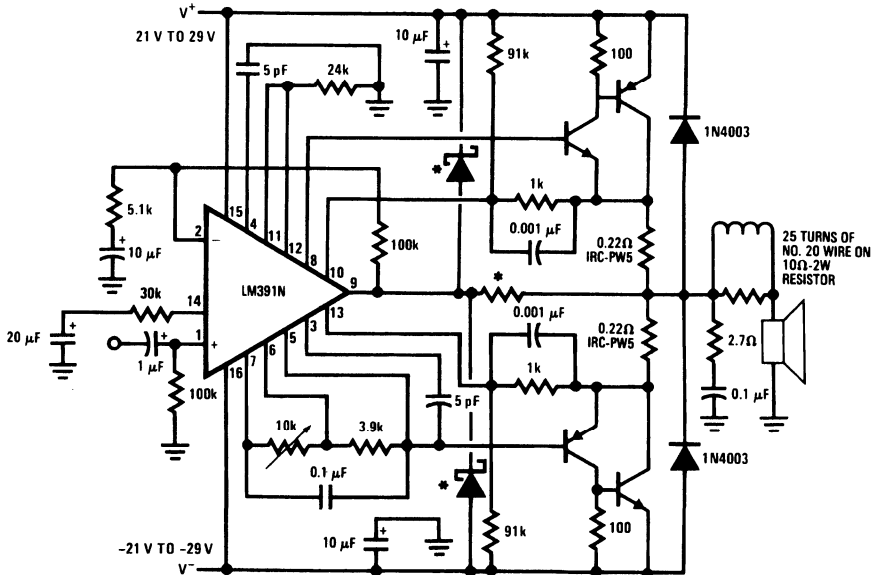 V+
21 V TO 29 V
10 µF
+
91k
100
5 pF
24k
1N4003
*
5.1k
+
10 µF
15
4
11
12
8
10
9
2
−
LM391N
100k
1k
0.001 µF
0.22Ω
IRC-PW5
25 TURNS OF
NO. 20 WIRE ON
10Ω-2W
RESISTOR
30k
14
20 µF
+
1
+
+
1 µF
100k
16
7
6
5
3
13
*
0.001 µF
0.22Ω
IRC-PW5
2.7Ω
0.1 µF
1k
5 pF
10k
3.9k
0.1 µF
*
1N4003
91k
100
10 µF
+
−21 V TO −29 V
V−